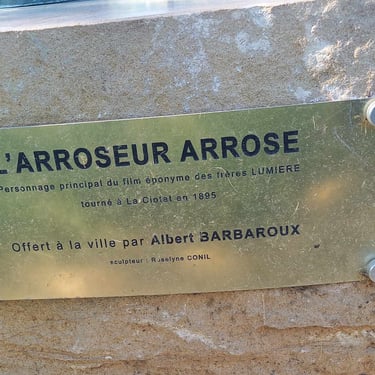 L'ARROSEUR ARROSE
Personnage principal du film éponyme des frères LUMIERE
tourné à La Ciotat en 1895
Offert à la ville par Albert BARBAROUX
sculpteur : Roselyne CONIL